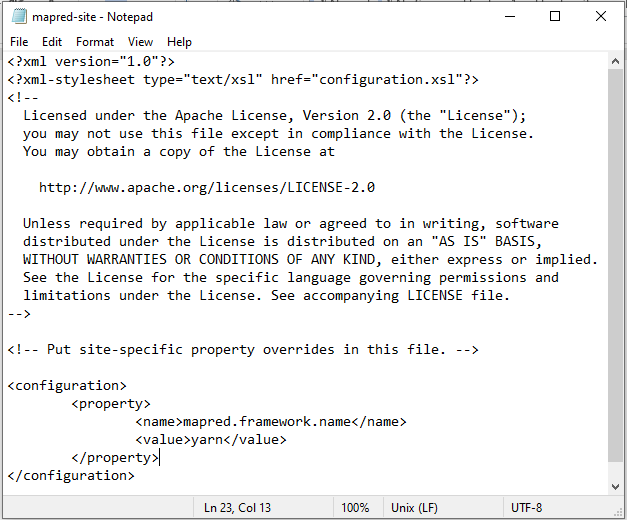 mapred-site - Notepad
File Edit Format View Help
<?xml version="1.0"?>
<?xml-stylesheet type="text/xsl" href="configuration.xsl"?>
<!--
  Licensed under the Apache License, Version 2.0 (the "License");
  you may not use this file except in compliance with the License.
  You may obtain a copy of the License at

    http://www.apache.org/licenses/LICENSE-2.0

  Unless required by applicable law or agreed to in writing, software
  distributed under the License is distributed on an "AS IS" BASIS,
  WITHOUT WARRANTIES OR CONDITIONS OF ANY KIND, either express or implied.
  See the License for the specific language governing permissions and
  limitations under the License. See accompanying LICENSE file.
-->

<!-- Put site-specific property overrides in this file. -->

<configuration>
        <property>
                <name>mapred.framework.name</name>
                <value>yarn</value>
        </property>
</configuration>
Ln 23, Col 13 100% Unix (LF) UTF-8